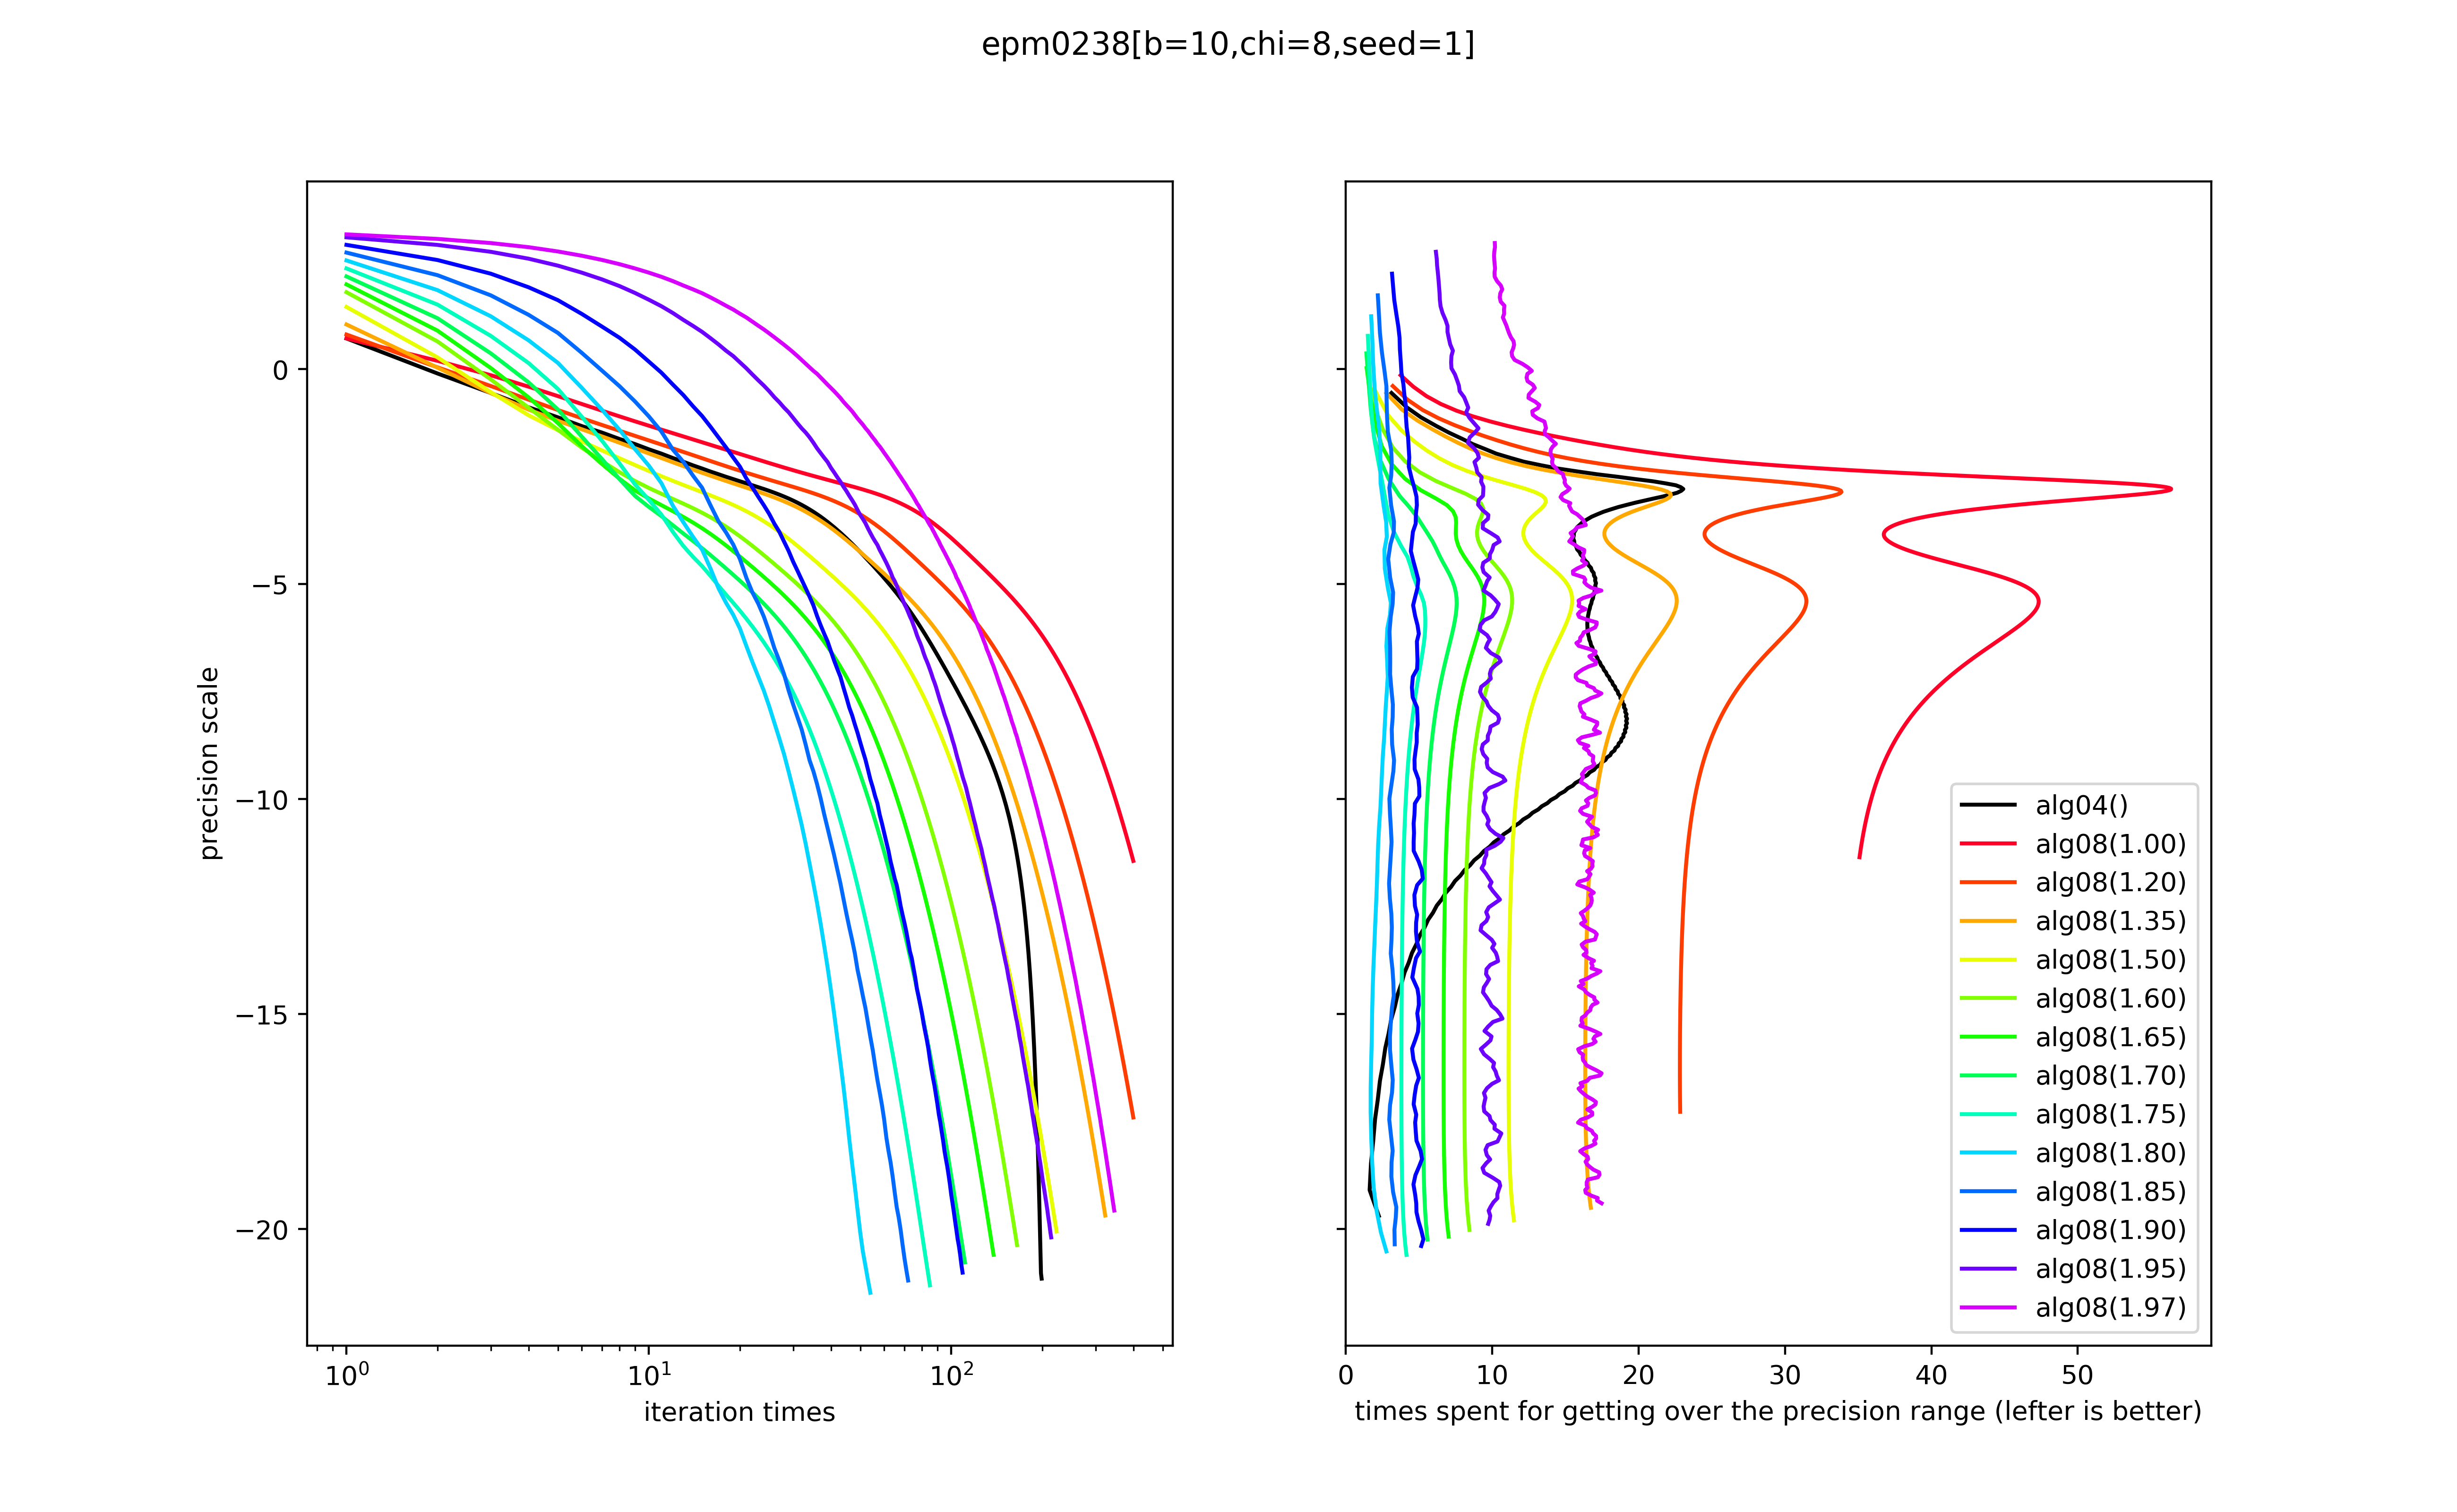 epm0238[b=10,chi=8,seed=1]
precision scale
0
−5
−10
−15
−20
10⁰
10¹
10²
iteration times
0
10
20
30
40
50
times spent for getting over the precision range (lefter is better)
alg04()
alg08(1.00)
alg08(1.20)
alg08(1.35)
alg08(1.50)
alg08(1.60)
alg08(1.65)
alg08(1.70)
alg08(1.75)
alg08(1.80)
alg08(1.85)
alg08(1.90)
alg08(1.95)
alg08(1.97)